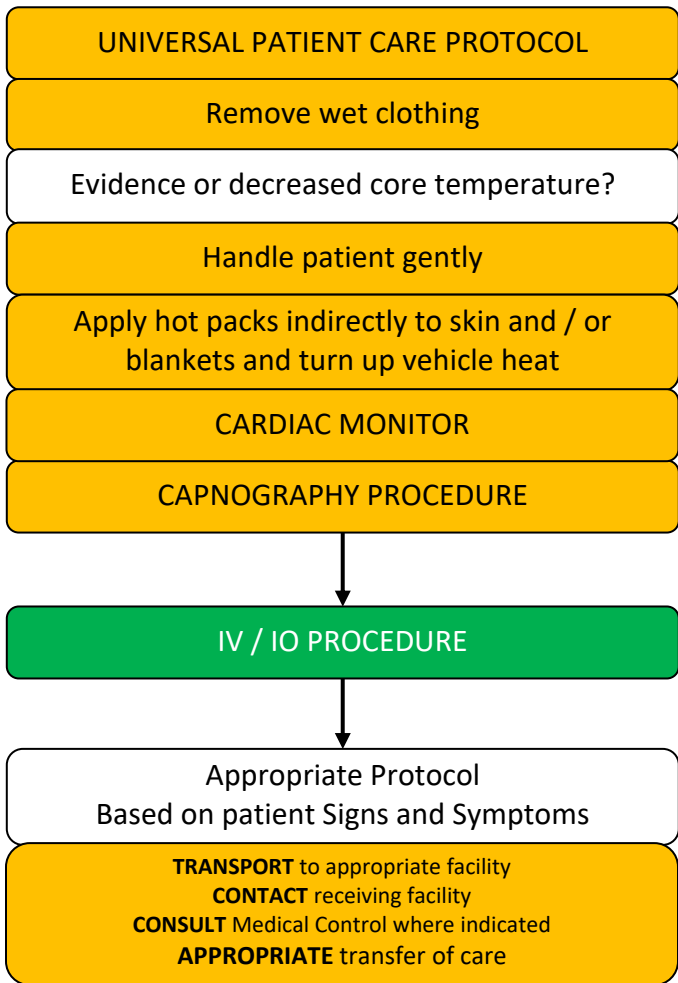 UNIVERSAL PATIENT CARE PROTOCOL
Remove wet clothing
Evidence or decreased core temperature?
Handle patient gently
Apply hot packs indirectly to skin and / or
blankets and turn up vehicle heat
CARDIAC MONITOR
CAPNOGRAPHY PROCEDURE
IV / IO PROCEDURE
Appropriate Protocol
Based on patient Signs and Symptoms
TRANSPORT to appropriate facility
CONTACT receiving facility
CONSULT Medical Control where indicated
APPROPRIATE transfer of care